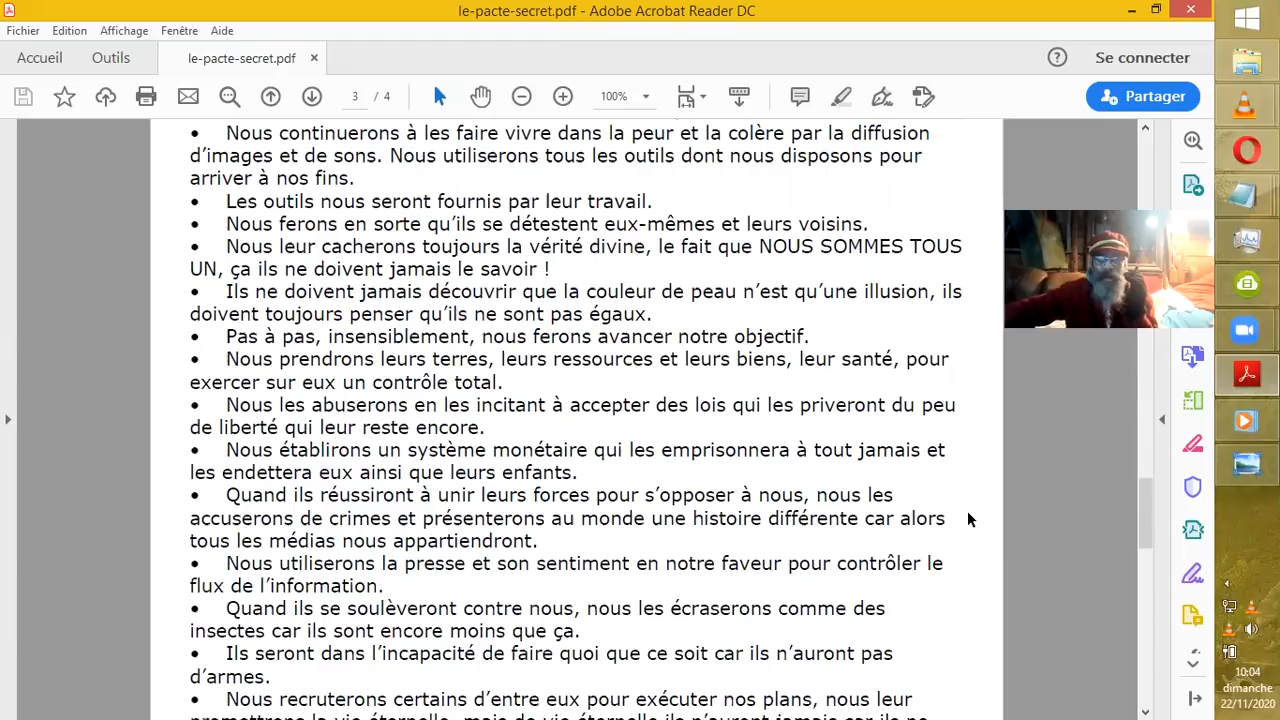 le-pacte-secret.pdf - Adobe Acrobat Reader DC
Fichier Edition Affichage Fenêtre Aide
Accueil Outils le-pacte-secret.pdf × Se connecter
3 / 4 100% Partager
• Nous continuerons à les faire vivre dans la peur et la colère par la diffusion
d’images et de sons. Nous utiliserons tous les outils dont nous disposons pour
arriver à nos fins.
• Les outils nous seront fournis par leur travail.
• Nous ferons en sorte qu’ils se détestent eux-mêmes et leurs voisins.
• Nous leur cacherons toujours la vérité divine, le fait que NOUS SOMMES TOUS
UN, ça ils ne doivent jamais le savoir !
• Ils ne doivent jamais découvrir que la couleur de peau n’est qu’une illusion, ils
doivent toujours penser qu’ils ne sont pas égaux.
• Pas à pas, insensiblement, nous ferons avancer notre objectif.
• Nous prendrons leurs terres, leurs ressources et leurs biens, leur santé, pour
exercer sur eux un contrôle total.
• Nous les abuserons en les incitant à accepter des lois qui les priveront du peu
de liberté qui leur reste encore.
• Nous établirons un système monétaire qui les emprisonnera à tout jamais et
les endettera eux ainsi que leurs enfants.
• Quand ils réussiront à unir leurs forces pour s’opposer à nous, nous les
accuserons de crimes et présenterons au monde une histoire différente car alors
tous les médias nous appartiendront.
• Nous utiliserons la presse et son sentiment en notre faveur pour contrôler le
flux de l’information.
• Quand ils se soulèveront contre nous, nous les écraserons comme des
insectes car ils sont encore moins que ça.
• Ils seront dans l’incapacité de faire quoi que ce soit car ils n’auront pas
d’armes.
• Nous recruterons certains d’entre eux pour exécuter nos plans, nous leur
promettrons la vie éternelle, mais de vie éternelle ils n’auront jamais car ils ne
10:04
dimanche
22/11/2020